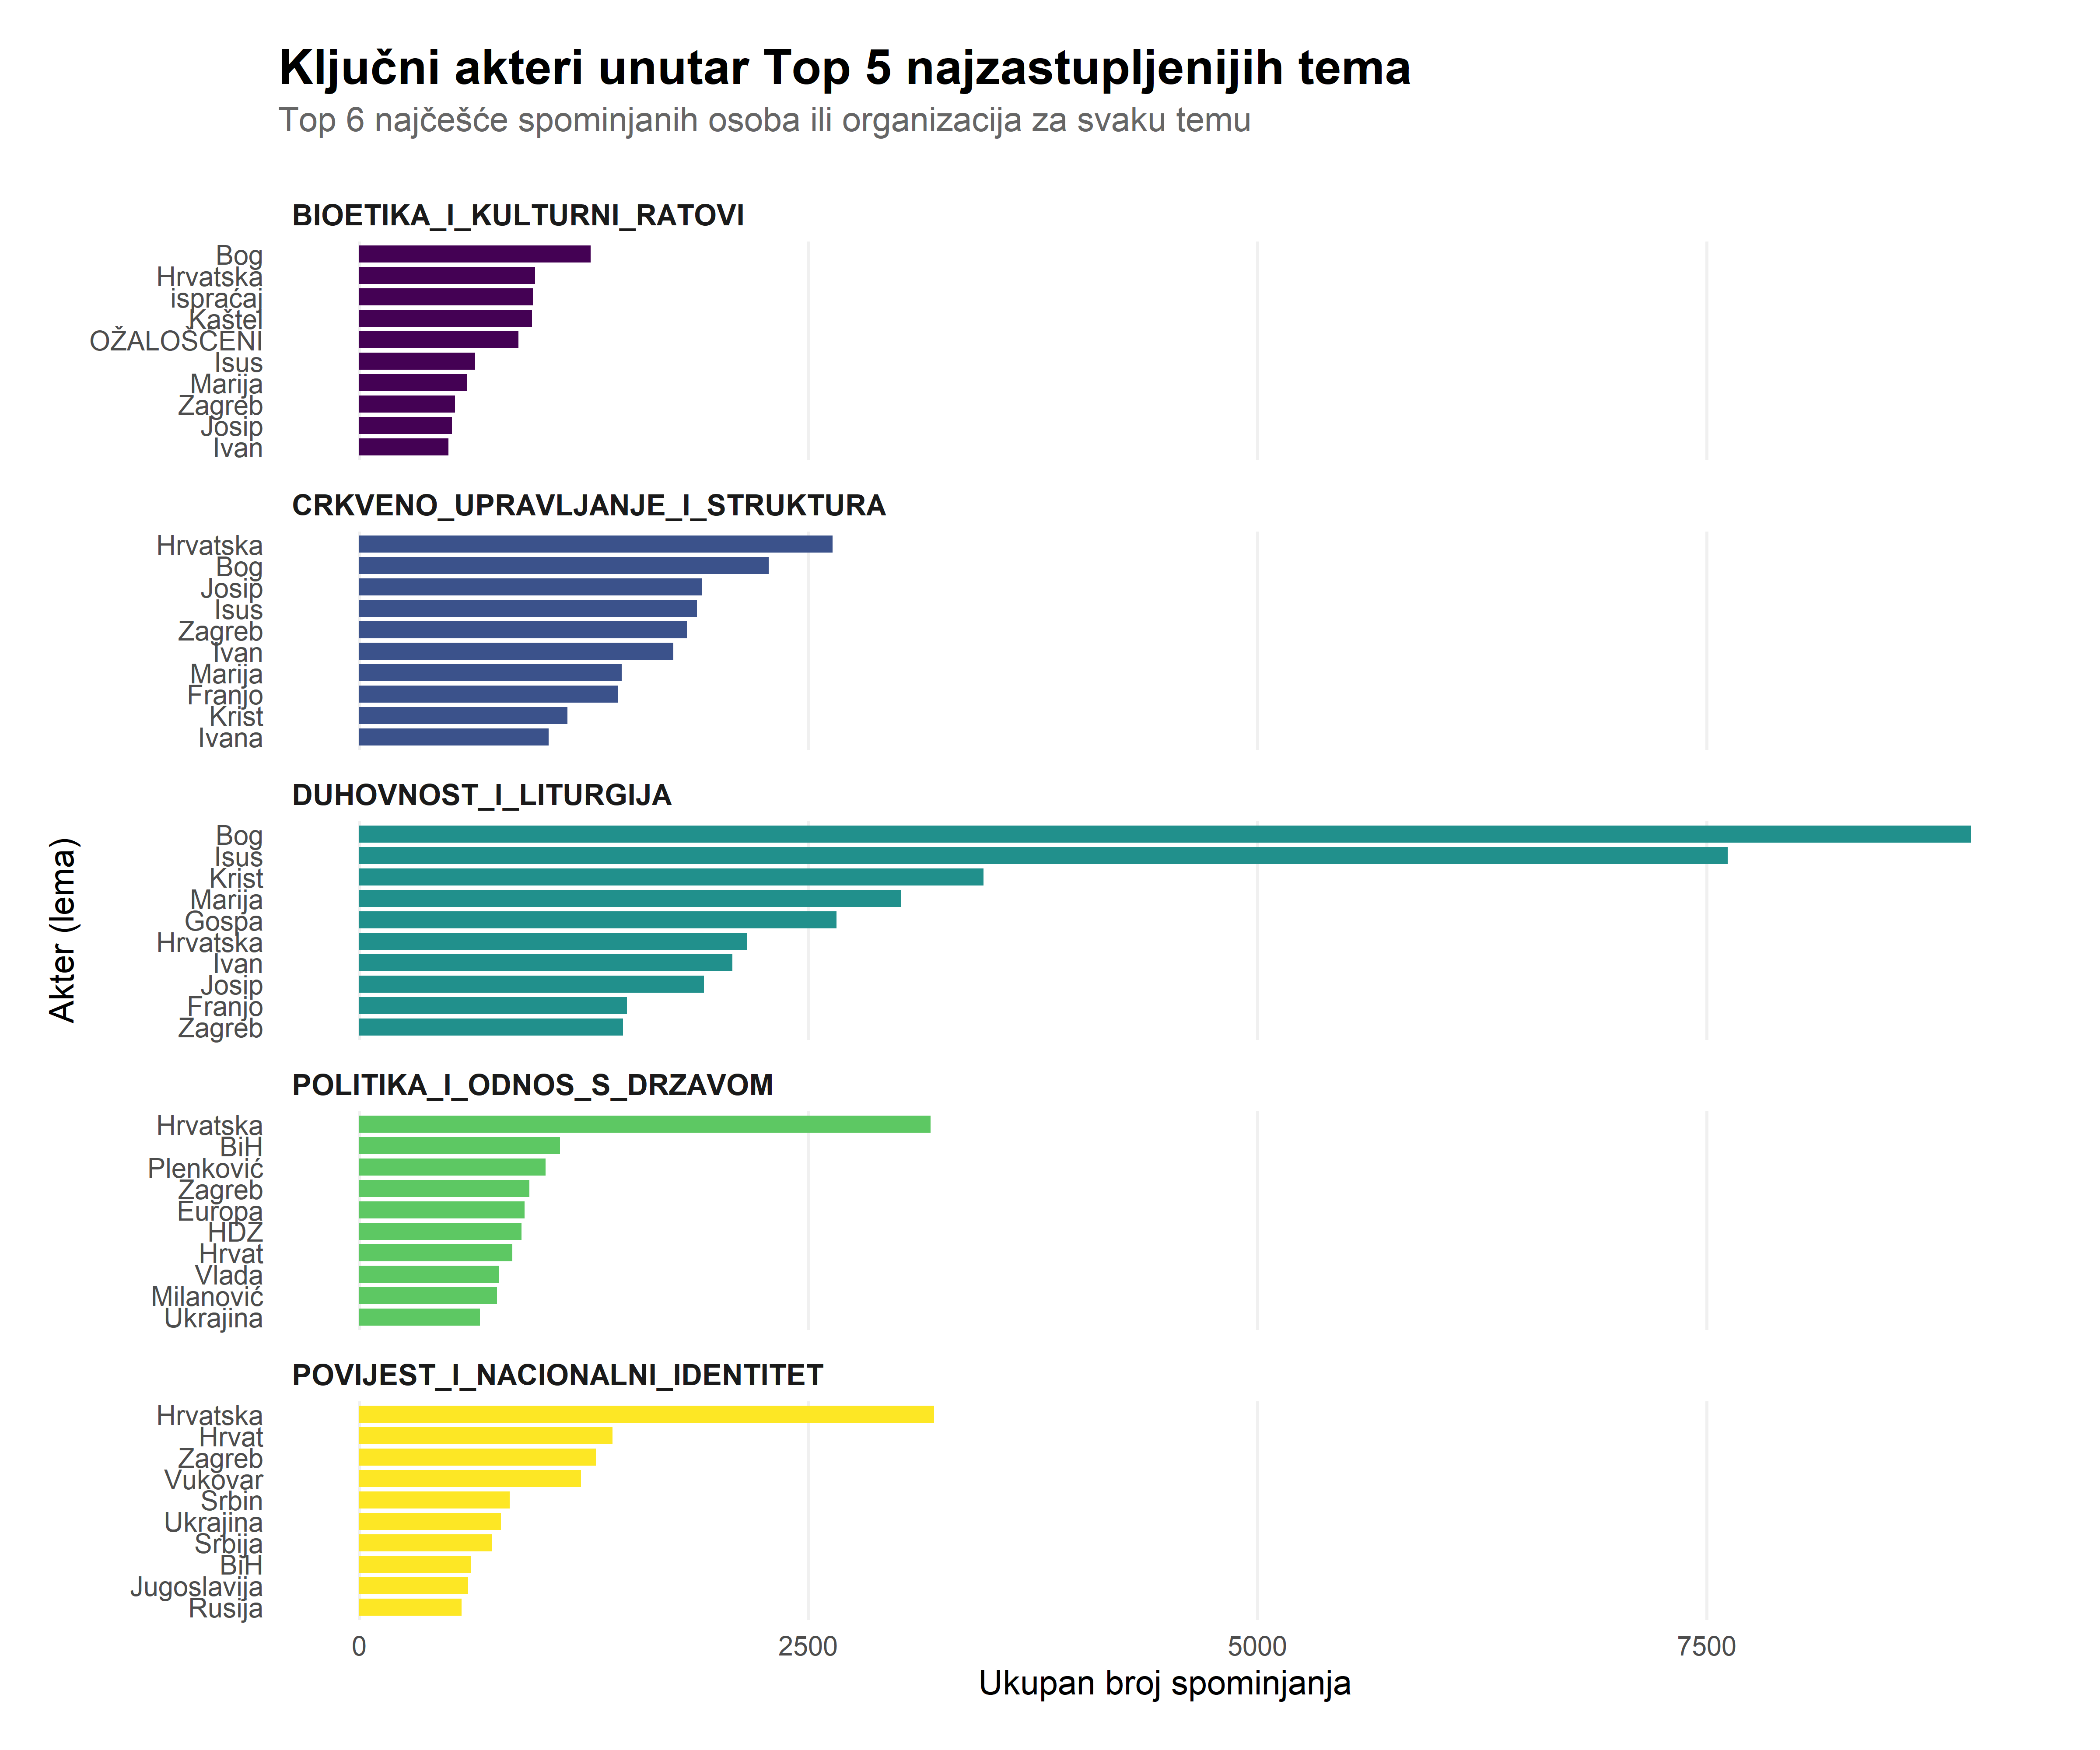 Ključni akteri unutar Top 5 najzastupljenijih tema
Top 6 najčešće spominjanih osoba ili organizacija za svaku temu
BIOETIKA_I_KULTURNI_RATOVI
Bog
Hrvatska
ispraćaj
Kaštel
OŽALOŠĆENI
Isus
Marija
Zagreb
Josip
Ivan
CRKVENO_UPRAVLJANJE_I_STRUKTURA
Hrvatska
Bog
Josip
Isus
Zagreb
Ivan
Marija
Franjo
Krist
Ivana
DUHOVNOST_I_LITURGIJA
Bog
Isus
Krist
Marija
Gospa
Hrvatska
Ivan
Josip
Franjo
Zagreb
POLITIKA_I_ODNOS_S_DRZAVOM
Hrvatska
BiH
Plenković
Zagreb
Europa
HDZ
Hrvat
Vlada
Milanović
Ukrajina
POVIJEST_I_NACIONALNI_IDENTITET
Hrvatska
Hrvat
Zagreb
Vukovar
Srbin
Ukrajina
Srbija
BiH
Jugoslavija
Rusija
0 2500 5000 7500
Ukupan broj spominjanja
Akter (lema)